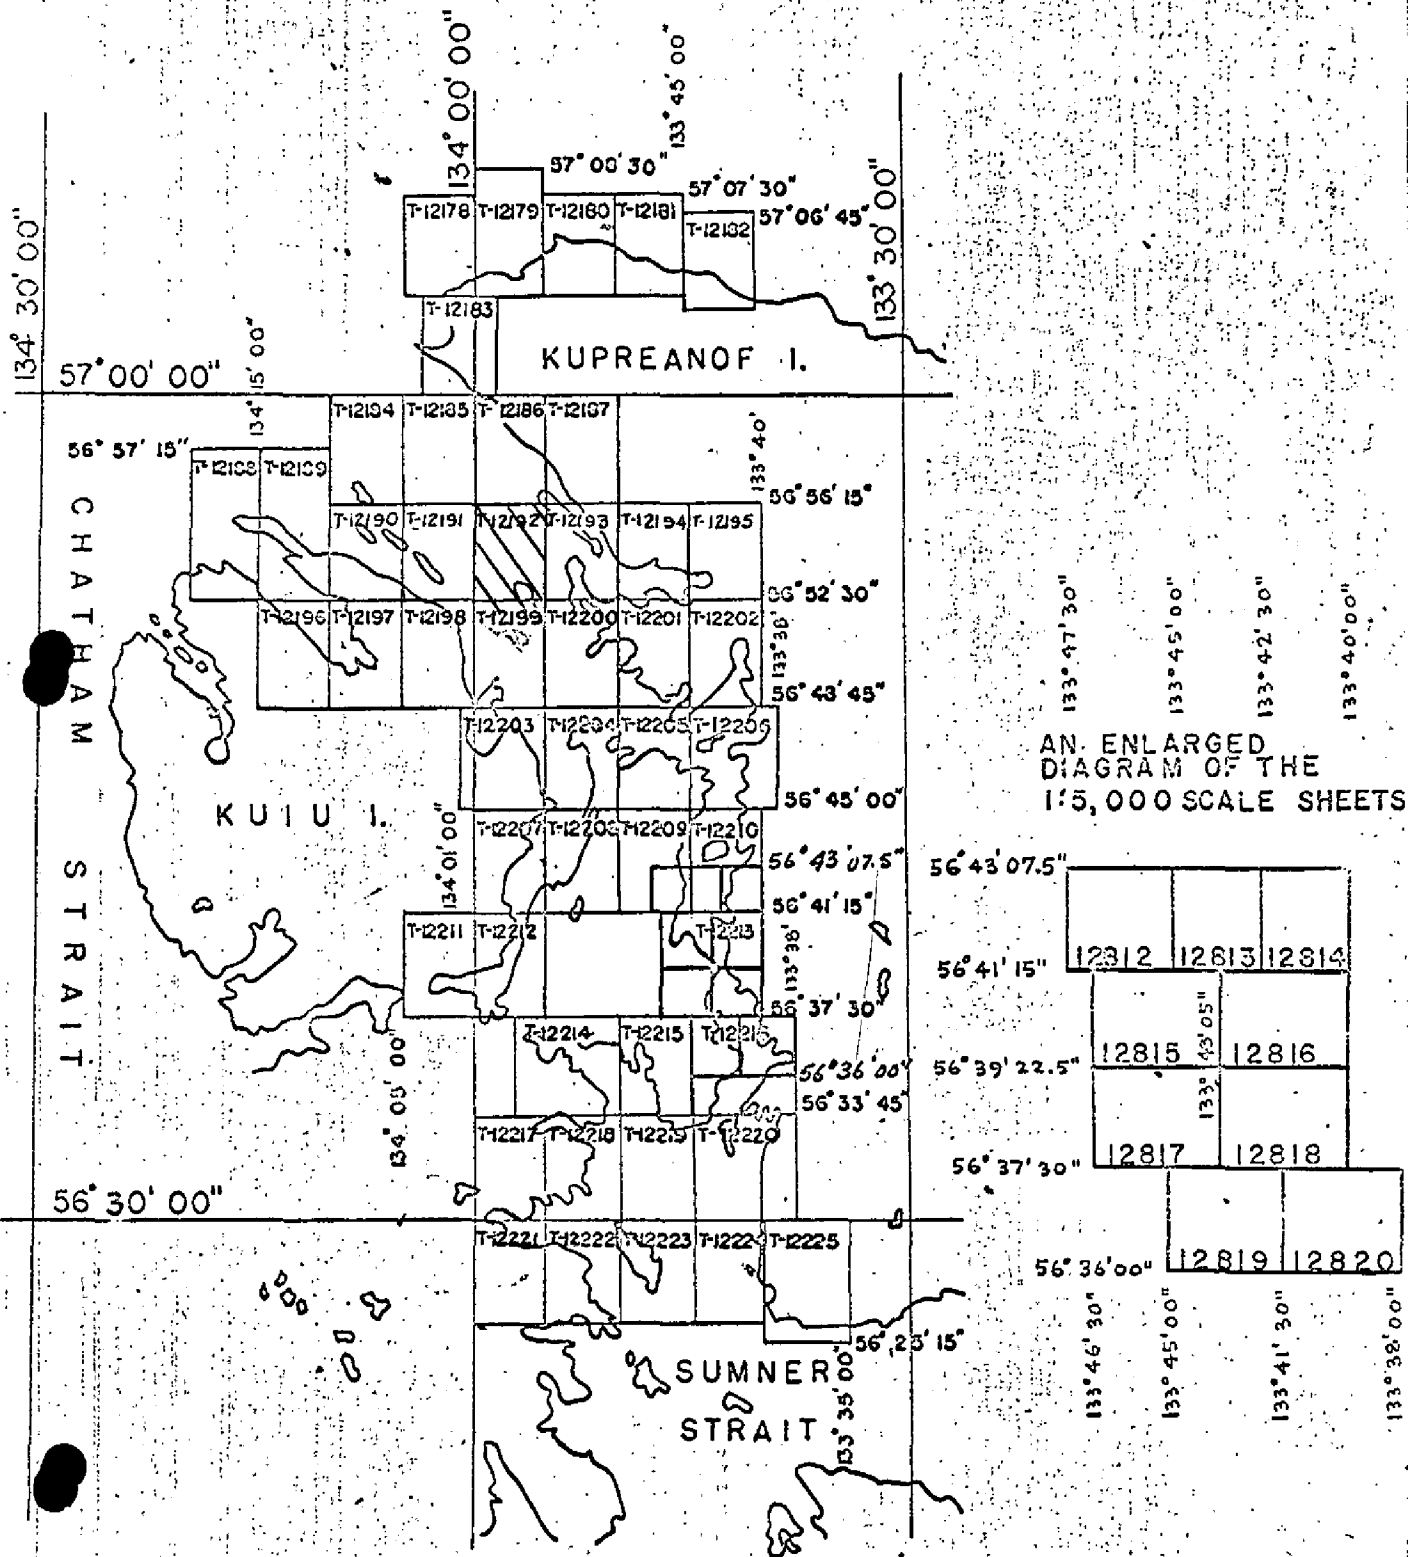 134° 00' 00"
133° 45' 00"
133° 30' 00"
134° 30' 00"
57° 08' 30"
57° 07' 30"
57° 06' 45"
T-12178 T-12179 T-12180 T-12181
T-12182
T-12183
KUPREANOF I.
134° 15' 00"
57° 00' 00"
T-12184 T-12185 T-12186 T-12187
56° 57' 15"
T-12188 T-12189
133° 40'
56° 56' 15"
T-12190 T-12191 T-12192 T-12193 T-12194 T-12195
56° 52' 30"
T-12196 T-12197 T-12198 T-12199 T-12200 T-12201 T-12202
56° 48' 45"
T-12203 T-12204 T-12205 T-12206
CHATHAM STRAIT
KUIU I.
56° 45' 00"
134° 01' 00"
T-12207 T-12208 T-12209 T-12210
56° 43' 07.5"
56° 41' 15"
T-12211 T-12212 T-12213
133° 38'
56° 37' 30"
T-12214 T-12215 T-12216
56° 36' 00"
56° 33' 45"
134° 05' 00"
T-12217 T-12218 T-12219 T-12220
56° 30' 00"
T-12221 T-12222 T-12223 T-12224 T-12225
56° 25' 15"
133° 35' 00"
SUMNER
STRAIT
133° 47' 30"
133° 45' 00"
133° 42' 30"
133° 40' 00"
AN ENLARGED
DIAGRAM OF THE
1:5,000 SCALE SHEETS
56° 43' 07.5"
12812 12813 12814
56° 41' 15"
133° 43' 05"
12815 12816
56° 39' 22.5"
12817 12818
56° 37' 30"
12819 12820
56° 36' 00"
133° 46' 30"
133° 45' 00"
133° 41' 30"
133° 38' 00"